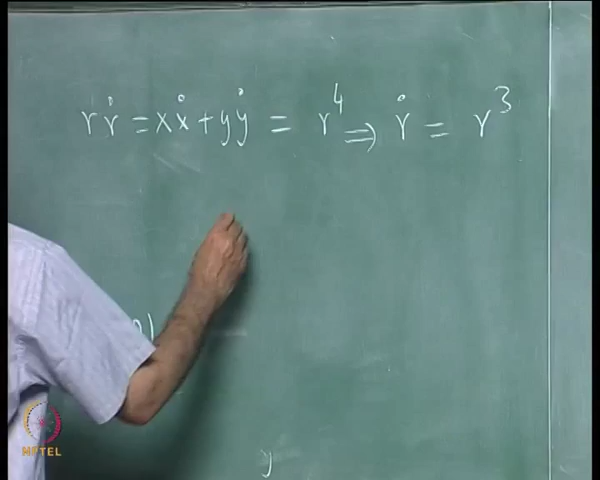 rṙ = xẋ + yẏ = r⁴ ⇒ ṙ = r³
)
y
NPTEL